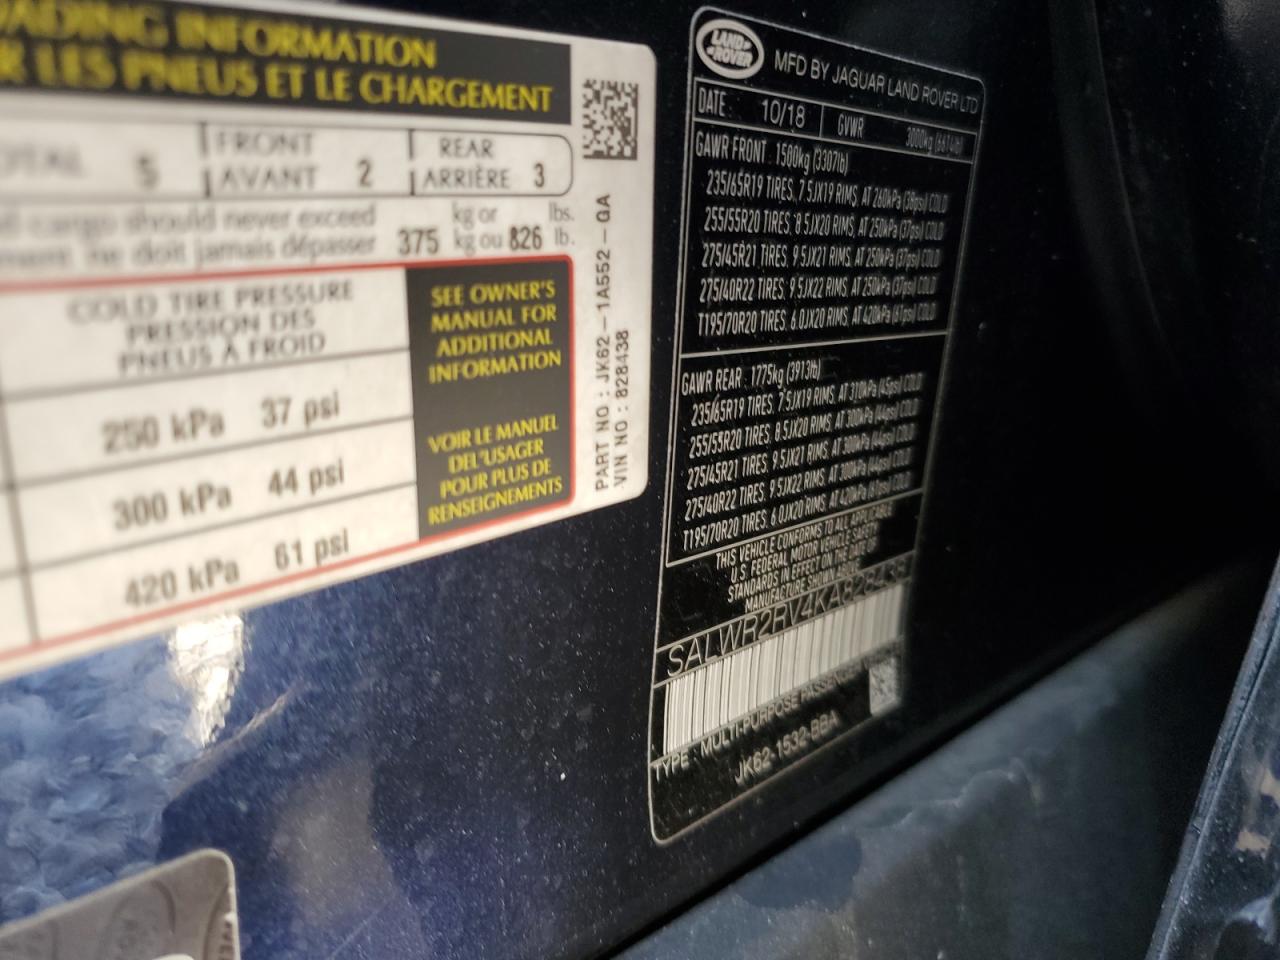 ADING INFORMATION
R LES PNEUS ET LE CHARGEMENT
OTAL 5 FRONT AVANT 2 REAR ARRIÈRE 3
cargo should never exceed kg or lbs.
ne doit jamais dépasser 375 kg ou 826 lb.
COLD TIRE PRESSURE
PRESSION DES
PNEUS À FROID
250 kPa 37 psi
300 kPa 44 psi
420 kPa 61 psi
SEE OWNER'S
MANUAL FOR
ADDITIONAL
INFORMATION
VOIR LE MANUEL
DEL'USAGER
POUR PLUS DE
RENSEIGNEMENTS
PART NO : JK62-1A552-GA
VIN NO : 828438
LAND
ROVER
MFD BY JAGUAR LAND ROVER LTD
DATE : 10/18 GVWR 3000kg (6614lb)
GAWR FRONT : 1500kg (3307lb)
235/65R19 TIRES, 7.5JX19 RIMS, AT 260kPa (38psi) COLD
255/55R20 TIRES, 8.5JX20 RIMS, AT 250kPa (37psi) COLD
275/45R21 TIRES, 9.5JX21 RIMS, AT 250kPa (37psi) COLD
275/40R22 TIRES, 9.5JX22 RIMS, AT 250kPa (37psi) COLD
T195/70R20 TIRES, 6.0JX20 RIMS, AT 420kPa (61psi) COLD
GAWR REAR : 1775kg (3913lb)
235/65R19 TIRES, 7.5JX19 RIMS, AT 310kPa (45psi) COLD
255/55R20 TIRES, 8.5JX20 RIMS, AT 300kPa (44psi) COLD
275/45R21 TIRES, 9.5JX21 RIMS, AT 300kPa (44psi) COLD
275/40R22 TIRES, 9.5JX22 RIMS, AT 300kPa (44psi) COLD
T195/70R20 TIRES, 6.0JX20 RIMS, AT 420kPa (61psi) COLD
THIS VEHICLE CONFORMS TO ALL APPLICABLE
U.S. FEDERAL MOTOR VEHICLE SAFETY
STANDARDS IN EFFECT ON THE DATE OF
MANUFACTURE SHOWN ABOVE
SALWR2RV4KA828438
TYPE : MULTI-PURPOSE PASSENGER
JK62-1532-BBA